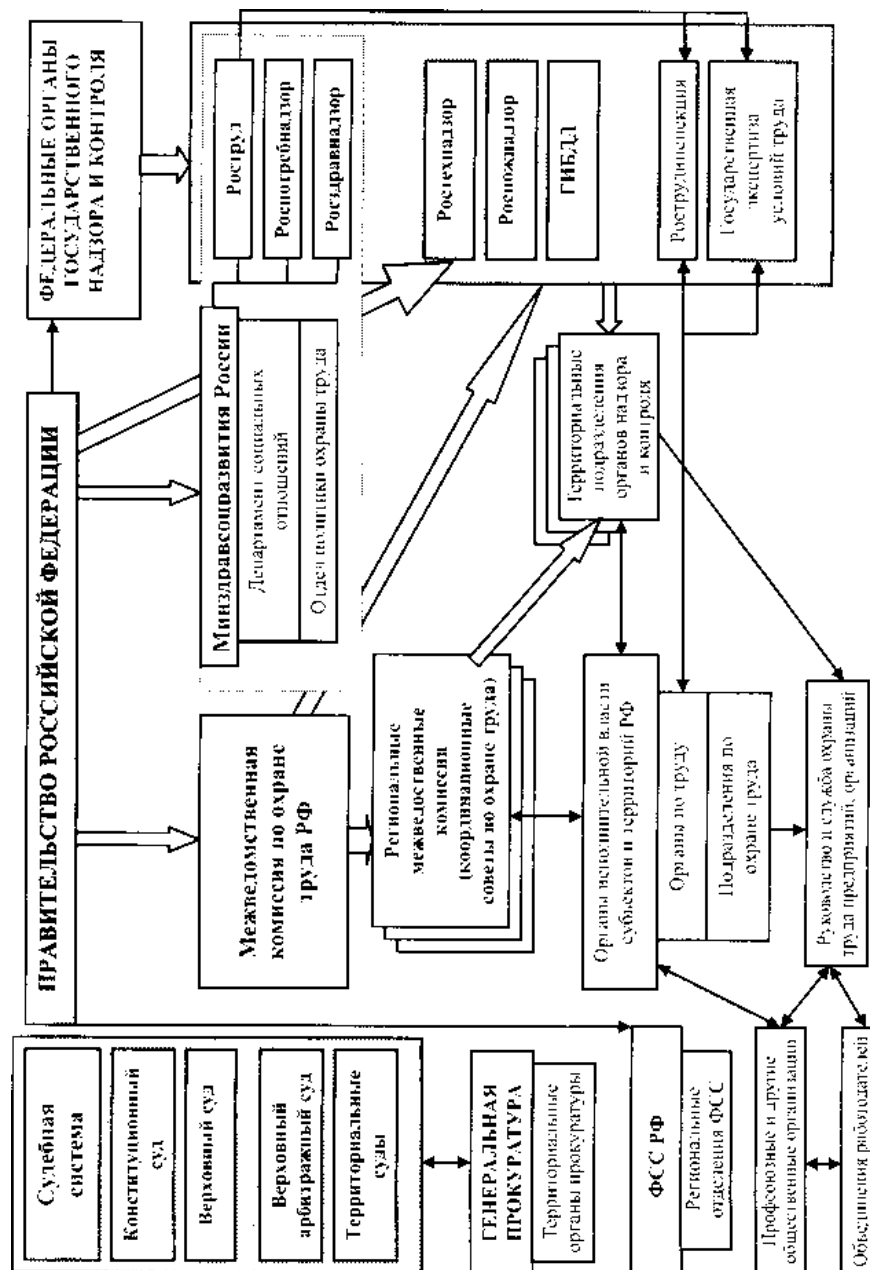 ПРАВИТЕЛЬСТВО РОССИЙСКОЙ ФЕДЕРАЦИИ
ФЕДЕРАЛЬНЫЕ ОРГАНЫ
ГОСУДАРСТВЕННОГО
НАДЗОРА И КОНТРОЛЯ
Судебная
система
Конституционный
суд
Верховный суд
Верховный
арбитражный суд
Территориальные
суды
ГЕНЕРАЛЬНАЯ
ПРОКУРАТУРА
Территориальные
органы прокуратуры
ФСС РФ
Региональные
отделения ФСС
Профсоюзные и другие
общественные организации
Объединения работодателей
Межведомственная
комиссия по охране
труда РФ
Региональные
межведоственные
комиссии
(координационные
советы по охране труда)
Органы исполнительной власти
субъектов и территорий РФ
Органы по труду
Подразделения по
охране труда
Руководство и служба охраны
труда предприятий, организаций
Минздравсоцразвития России
Департамент социальных
отношений
Отдел политики охраны труда
Территориальные
подразделения
органов надзора
и контроля
Роструд
Роспотребнадзор
Росздравнадзор
Ростехнадзор
Роспожнадзор
ГИБДД
Рострудинспекция
Государственная
экспертиза
условий труда